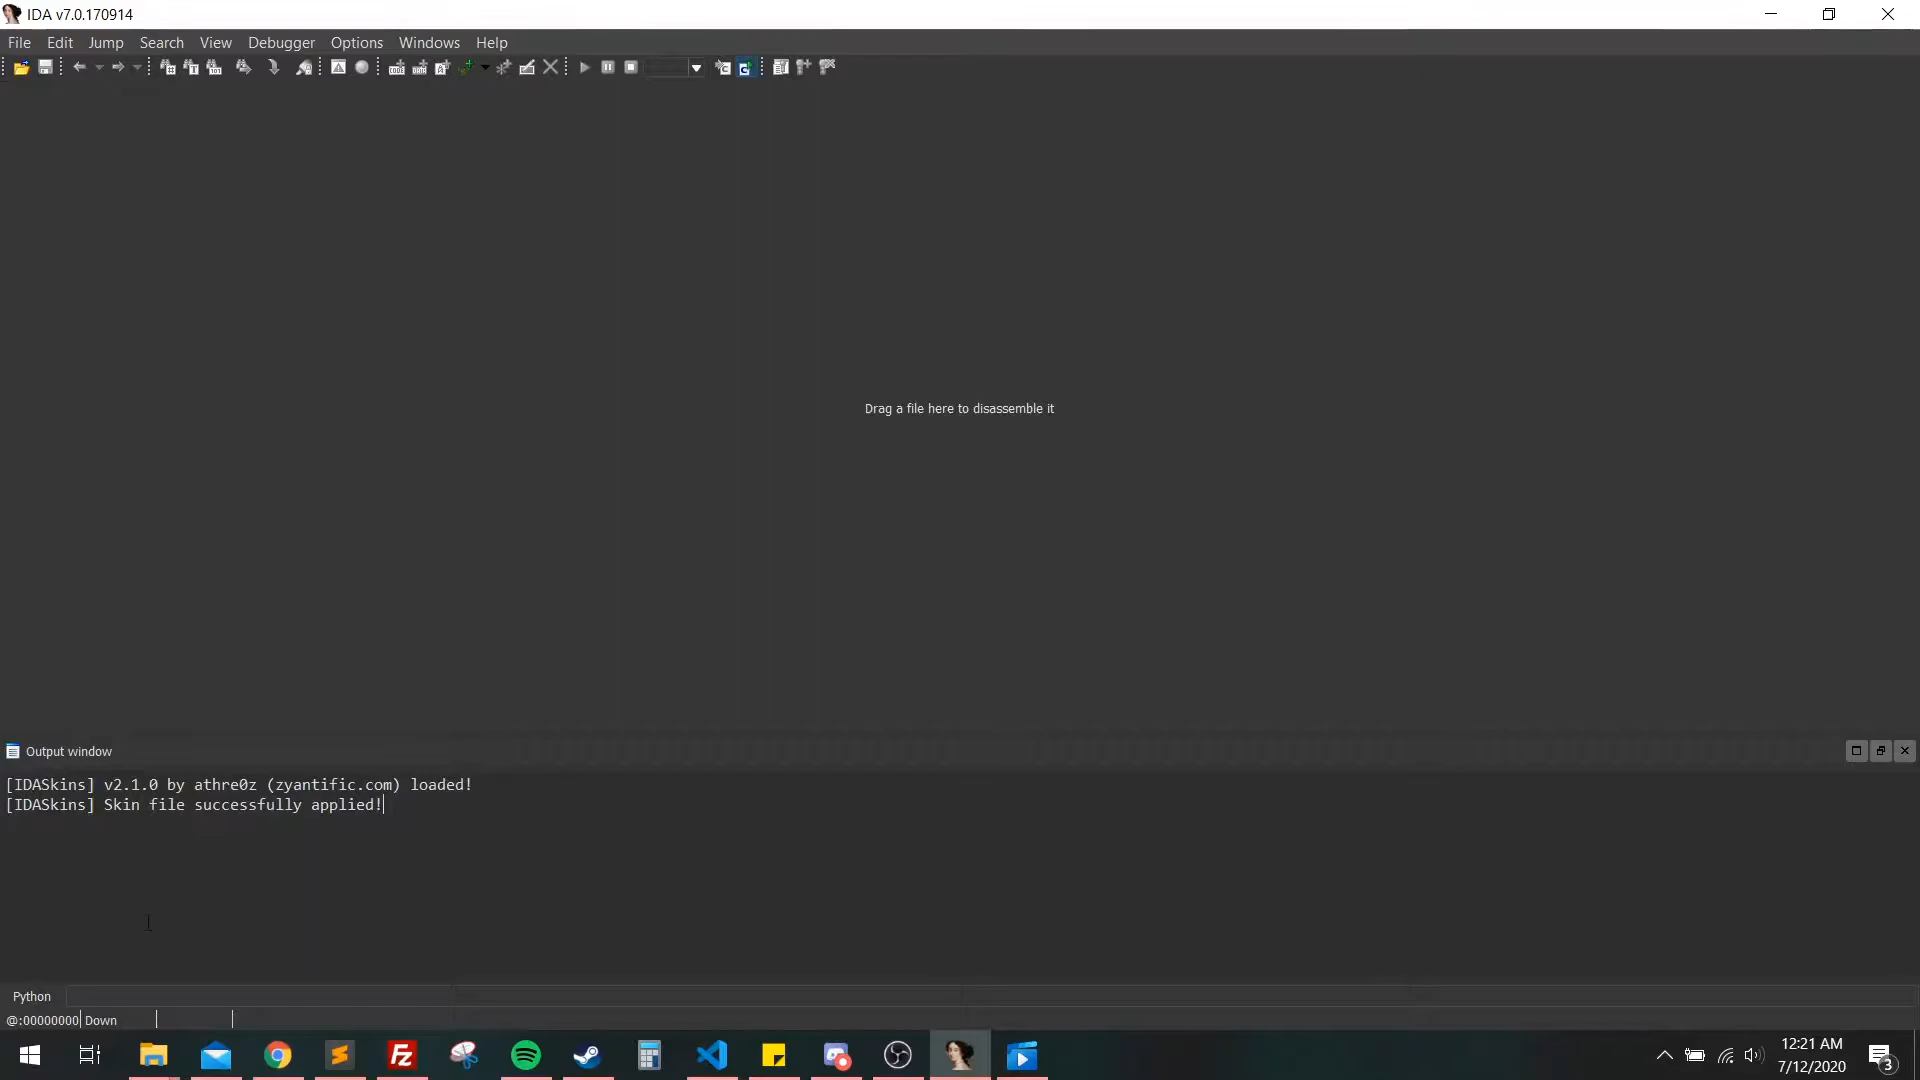 IDA v7.0.170914
File Edit Jump Search View Debugger Options Windows Help
Drag a file here to disassemble it
Output window
[IDASkins] v2.1.0 by athre0z (zyantific.com) loaded!
[IDASkins] Skin file successfully applied!
Python
@:00000000 Down
12:21 AM
7/12/2020
3